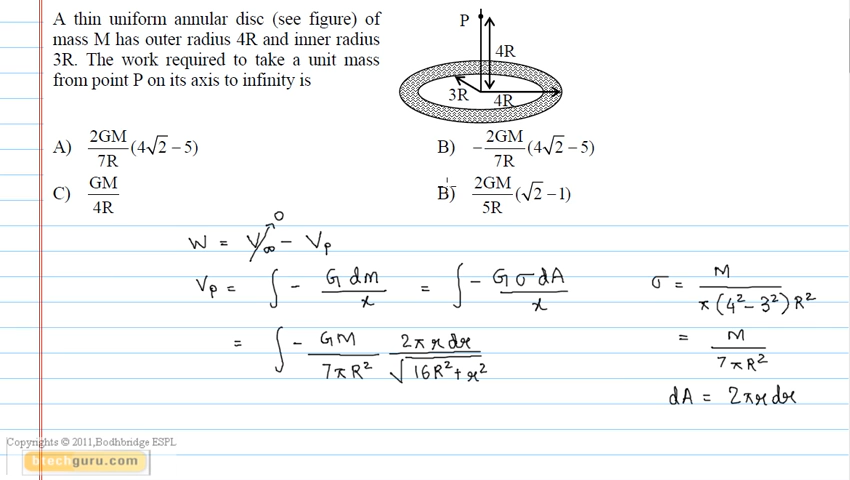 A thin uniform annular disc (see figure) of
mass M has outer radius 4R and inner radius
3R. The work required to take a unit mass
from point P on its axis to infinity is
P
4R
3R
4R
A) 2GM/7R (4√2 − 5)
B) −2GM/7R (4√2 − 5)
C) GM/4R
B) 2GM/5R (√2 − 1)
W = V∞ → 0 − Vp
Vp = ∫ − G dm / x = ∫ − G σ dA / x
σ = M / π(4² − 3²)R²
= ∫ − GM / 7πR² 2πr dr / √16R² + r²
= M / 7πR²
dA = 2πr dr
Copyrights © 2011,Bodhbridge ESPL
btechguru.com